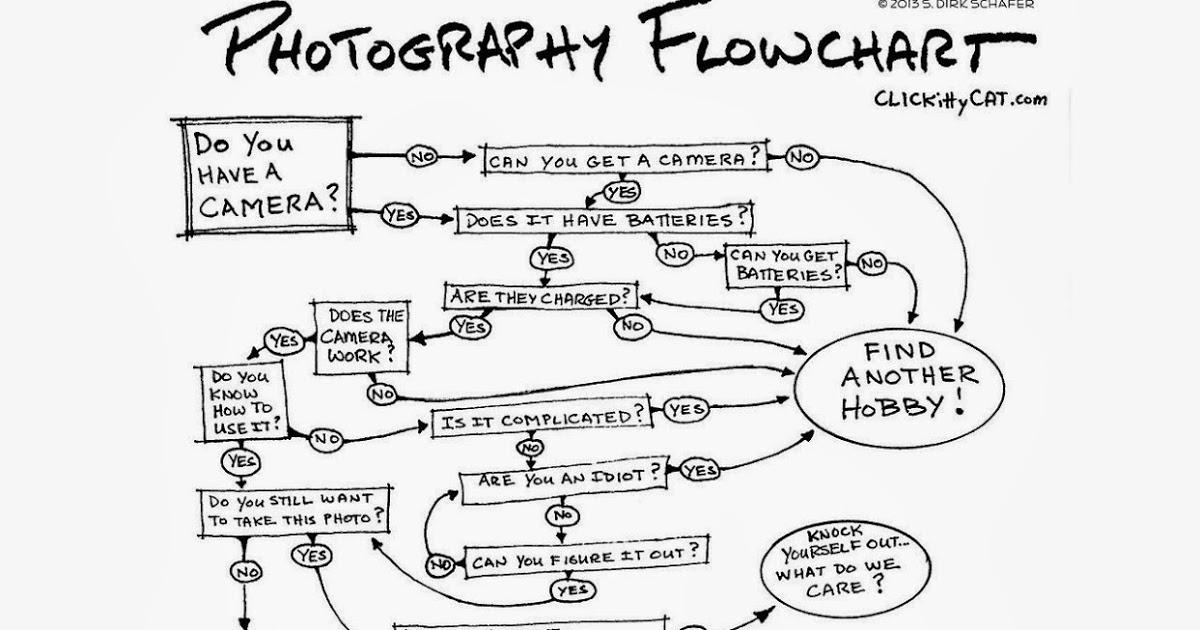 © 2013 S. DIRK SCHAFER
PHOTOGRAPHY FLOWCHART
CLICKittyCAT.com
DO YOU
HAVE A
CAMERA?
NO
CAN YOU GET A CAMERA?
NO
YES
YES
DOES IT HAVE BATTERIES?
YES
NO
CAN YOU GET
BATTERIES?
NO
YES
ARE THEY CHARGED?
YES
NO
DOES THE
CAMERA
WORK?
YES
NO
FIND
ANOTHER
HOBBY!
DO YOU
KNOW
HOW TO
USE IT?
NO
YES
IS IT COMPLICATED?
YES
NO
ARE YOU AN IDIOT?
YES
NO
DO YOU STILL WANT
TO TAKE THIS PHOTO?
NO
YES
CAN YOU FIGURE IT OUT?
NO
YES
KNOCK
YOURSELF OUT...
WHAT DO WE
CARE?